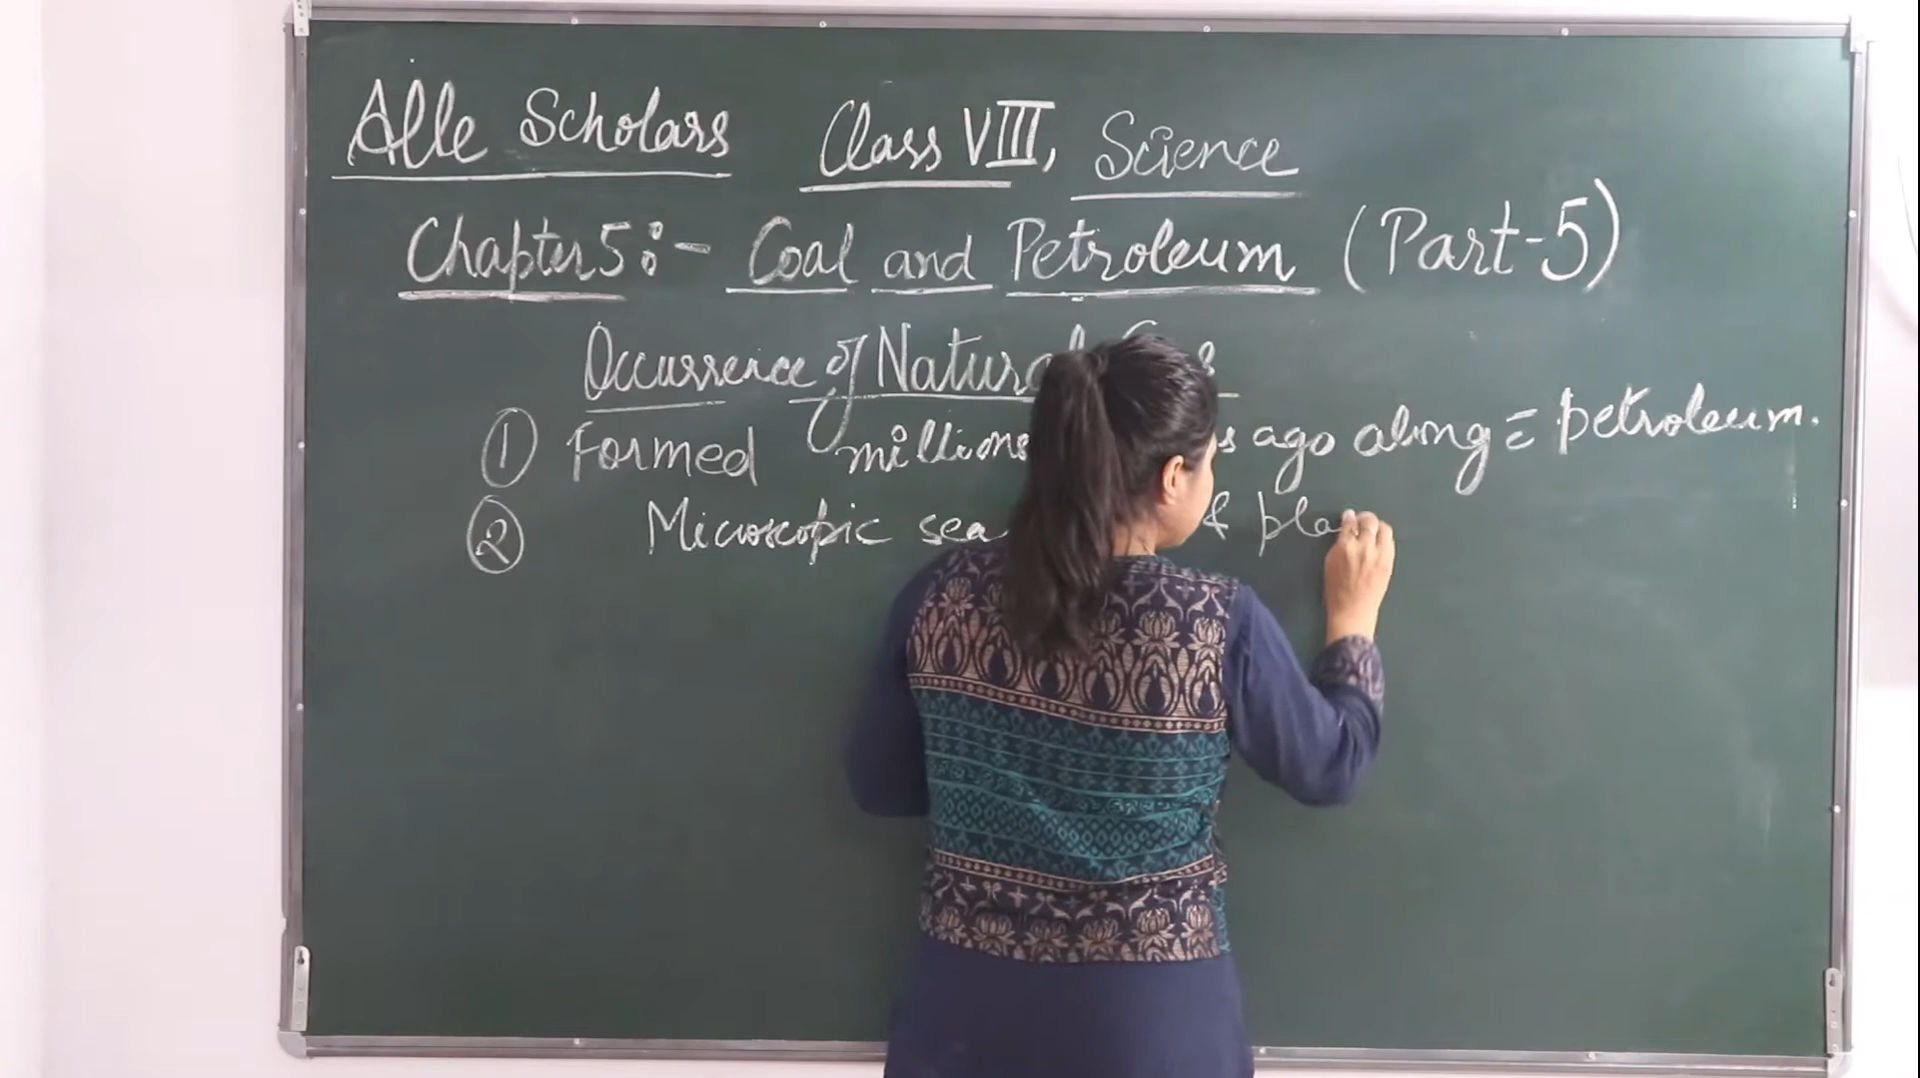 Alle Scholars Class VIII, Science
Chapter 5:- Coal and Petroleum (Part-5)
Occurrence of Natural
① Formed millions ago along = petroleum.
② Microscopic sea & pla